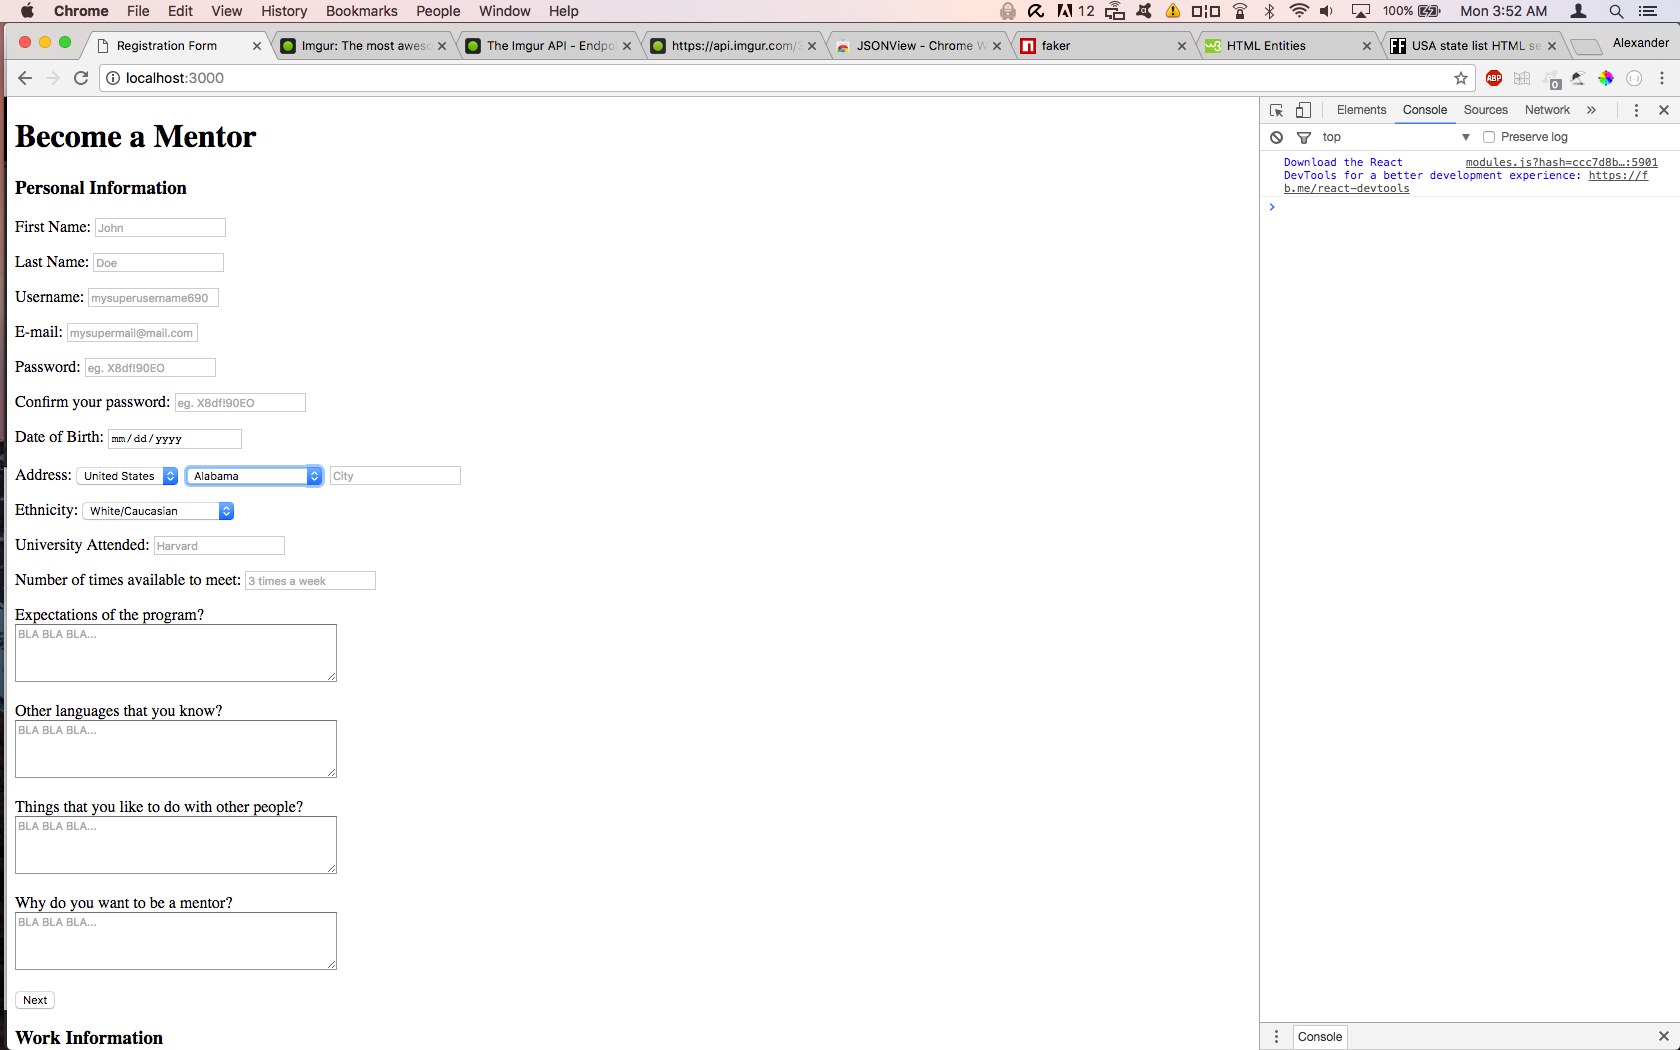 Chrome File Edit View History Bookmarks People Window Help 12 100% Mon 3:52 AM
Registration Form Imgur: The most aweso The Imgur API - Endpo https://api.imgur.com/3 JSONView - Chrome W faker HTML Entities USA state list HTML se Alexander
localhost:3000 ABP 0
Become a Mentor
Personal Information
First Name: John
Last Name: Doe
Username: mysuperusername690
E-mail: mysupermail@mail.com
Password: eg. X8df!90EO
Confirm your password: eg. X8df!90EO
Date of Birth: mm/dd/yyyy
Address: United States Alabama City
Ethnicity: White/Caucasian
University Attended: Harvard
Number of times available to meet: 3 times a week
Expectations of the program?
BLA BLA BLA...
Other languages that you know?
BLA BLA BLA...
Things that you like to do with other people?
BLA BLA BLA...
Why do you want to be a mentor?
BLA BLA BLA...
Next
Work Information
Elements Console Sources Network »
top Preserve log
Download the React modules.js?hash=ccc7d8b…:5901
DevTools for a better development experience: https://f
b.me/react-devtools
Console